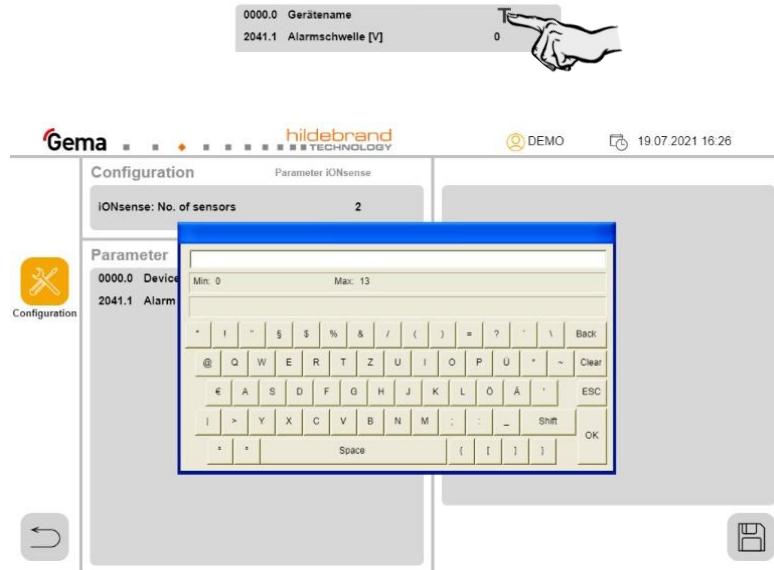 0000.0 Gerätename T
2041.1 Alarmschwelle [V] 0
Gema hildebrand TECHNOLOGY DEMO 19.07.2021 16:26
Configuration Parameter iONsense
iONsense: No. of sensors 2
Parameter
0000.0 Device
2041.1 Alarm
Configuration
Min: 0 Max: 13
! § $ % & / ( ) = ? \ Back
@ Q W E R T Z U I O P Ü * ~ Clear
€ A S D F G H J K L Ö Ä ' ESC
| > Y X C V B N M ; : _ Shift
OK
Space { [ ] }